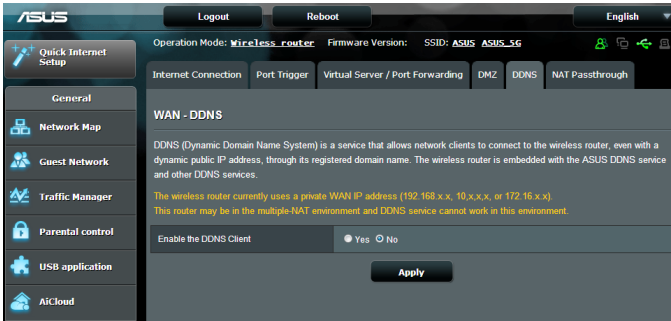 ASUS
Logout
Reboot
English
Quick Internet
Setup
Operation Mode: Wireless router Firmware Version: SSID: ASUS ASUS_5G
Internet Connection
Port Trigger
Virtual Server / Port Forwarding
DMZ
DDNS
NAT Passthrough
General
Network Map
Guest Network
Traffic Manager
Parental control
USB application
AiCloud
WAN - DDNS
DDNS (Dynamic Domain Name System) is a service that allows network clients to connect to the wireless router, even with a
dynamic public IP address, through its registered domain name. The wireless router is embedded with the ASUS DDNS service
and other DDNS services.
The wireless router currently uses a private WAN IP address (192.168.x.x, 10,x,x,x, or 172.16.x.x).
This router may be in the multiple-NAT environment and DDNS service cannot work in this environment.
Enable the DDNS Client
Yes No
Apply